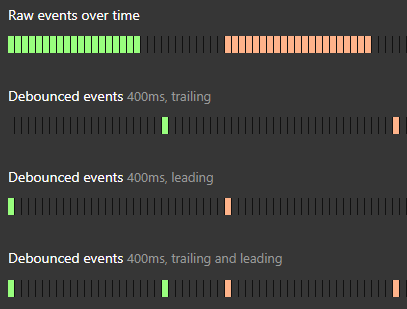 Raw events over time
Debounced events 400ms, trailing
Debounced events 400ms, leading
Debounced events 400ms, trailing and leading